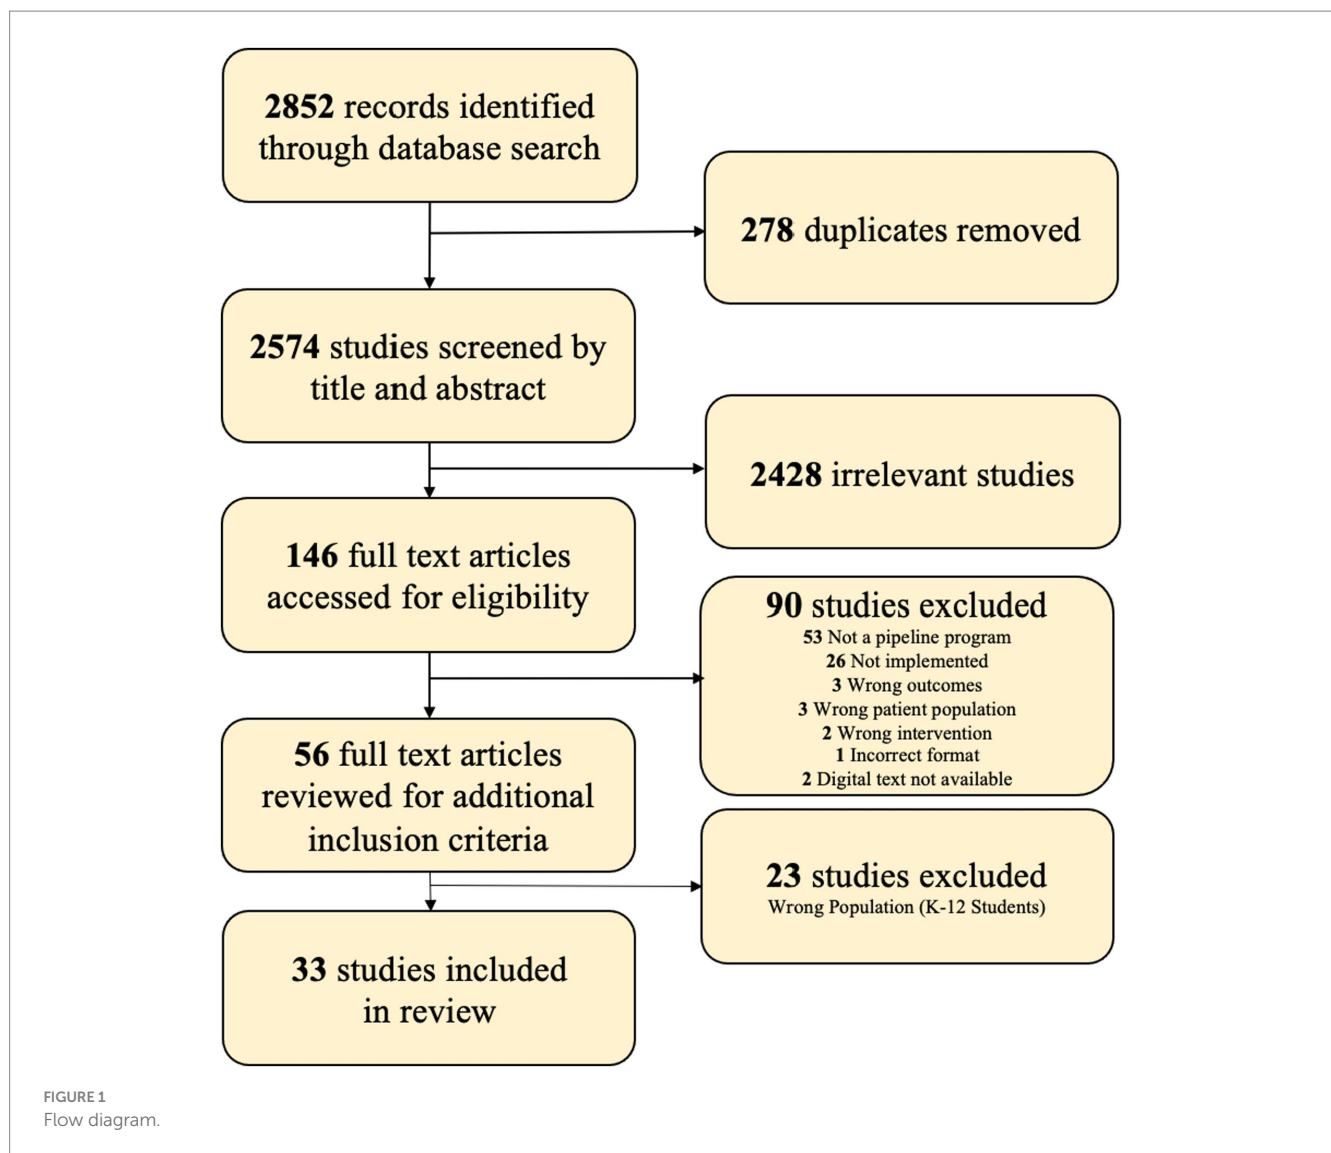 2852 records identified
through database search
278 duplicates removed
2574 studies screened by
title and abstract
2428 irrelevant studies
146 full text articles
accessed for eligibility
90 studies excluded
53 Not a pipeline program
26 Not implemented
3 Wrong outcomes
3 Wrong patient population
2 Wrong intervention
1 Incorrect format
2 Digital text not available
56 full text articles
reviewed for additional
inclusion criteria
23 studies excluded
Wrong Population (K-12 Students)
33 studies included
in review
FIGURE 1
Flow diagram.